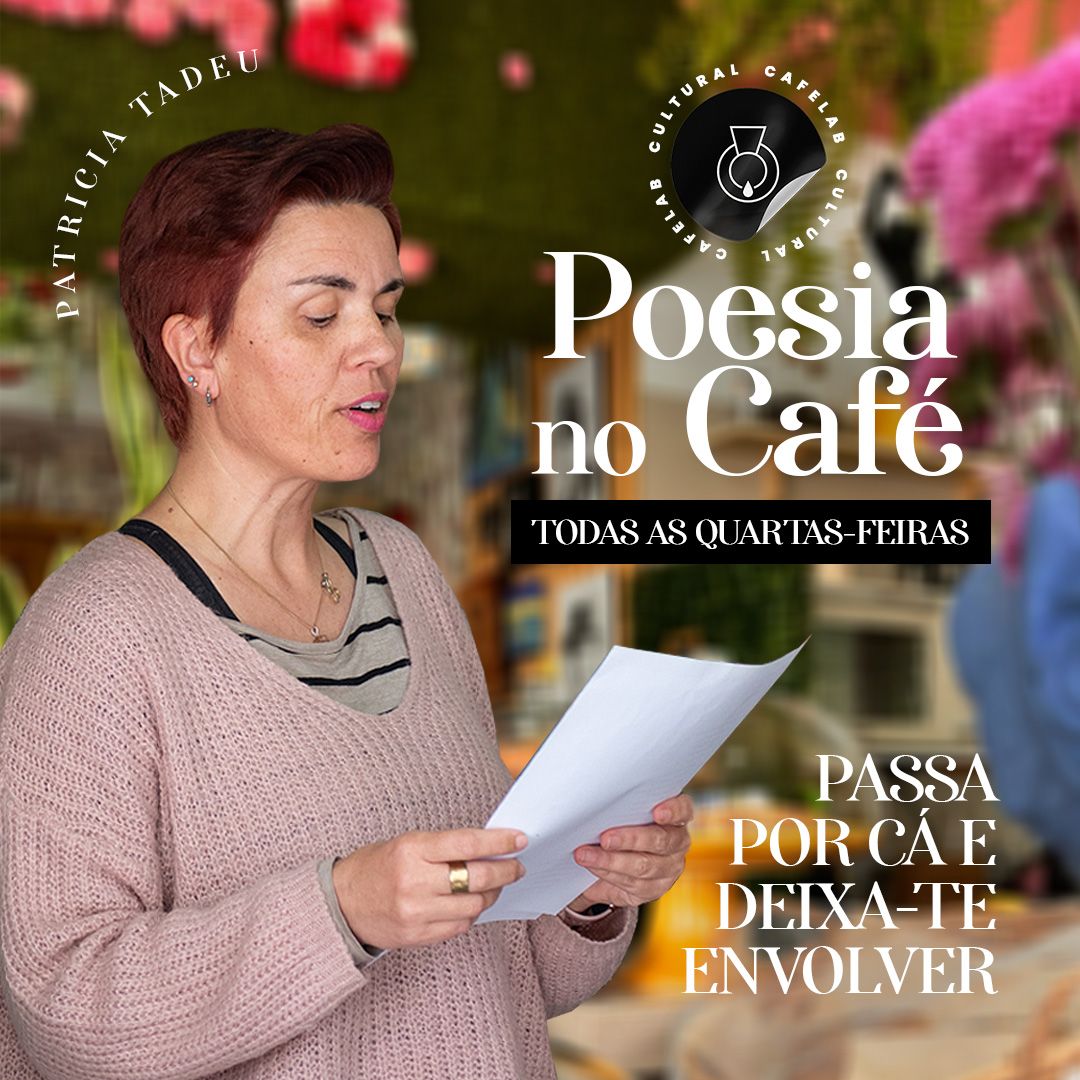 PATRICIA TADEU
CAFELAB CULTURAL CAFELAB CULTURAL
Poesia
no Café
TODAS AS QUARTAS-FEIRAS
PASSA
POR CÁ E
DEIXA-TE
ENVOLVER